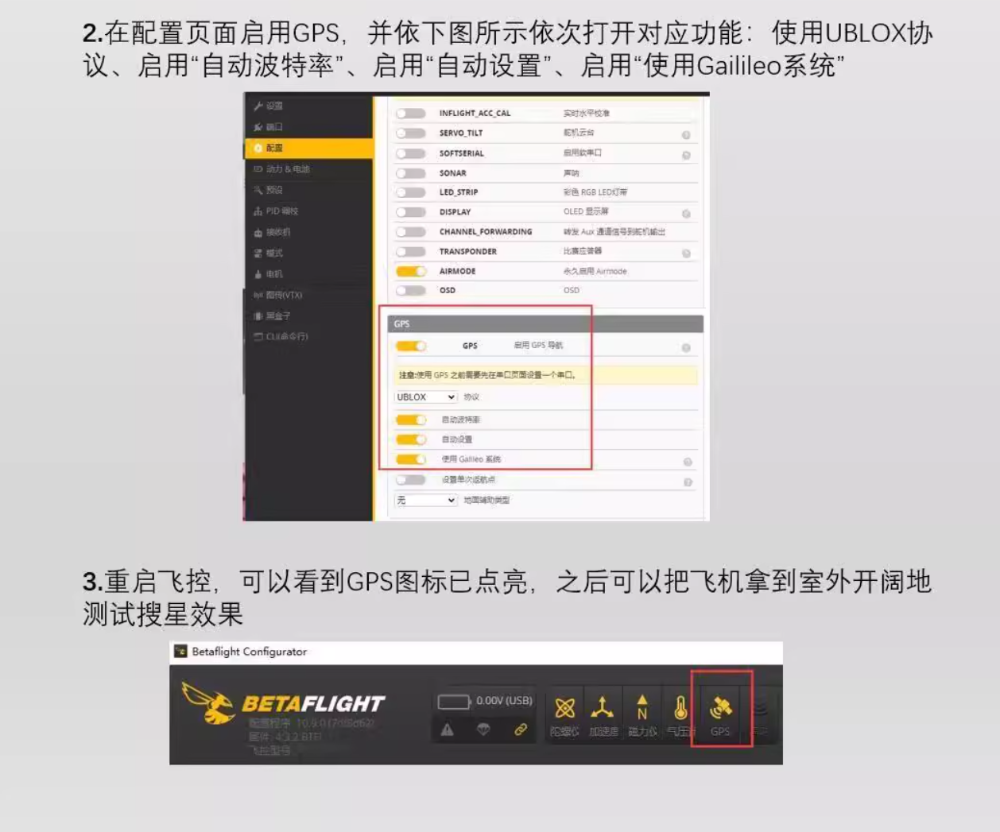 2.在配置页面启用GPS，并依下图所示依次打开对应功能：使用UBLOX协
议、启用“自动波特率”、启用“自动设置”、启用“使用Gailileo系统”
设置
端口
配置
动力 & 电池
预设
PID 调校
接收机
模式
电机
图传(VTX)
黑盒子
CLI(命令行)
INFLIGHT_ACC_CAL 实时水平校准
SERVO_TILT 舵机云台
SOFTSERIAL 启用软串口
SONAR 声呐
LED_STRIP 彩色 RGB LED灯带
DISPLAY OLED 显示屏
CHANNEL_FORWARDING 转发 Aux 通道信号到舵机输出
TRANSPONDER 比赛应答器
AIRMODE 永久启用 Airmode
OSD OSD
GPS
GPS 启用 GPS 导航
注意:使用 GPS 之前需要先在串口页面设置一个串口。
UBLOX 协议
自动波特率
自动设置
使用 Galileo 系统
设置单次返航点
无 地面辅助类型
3.重启飞控，可以看到GPS图标已点亮，之后可以把飞机拿到室外开阔地
测试搜星效果
Betaflight Configurator
BETAFLIGHT
配置程序: 10.9.0
固件: 4.3.2 BTFL
飞控型号:
0.00V (USB)
N
陀螺仪 加速度 磁力仪 气压计 GPS